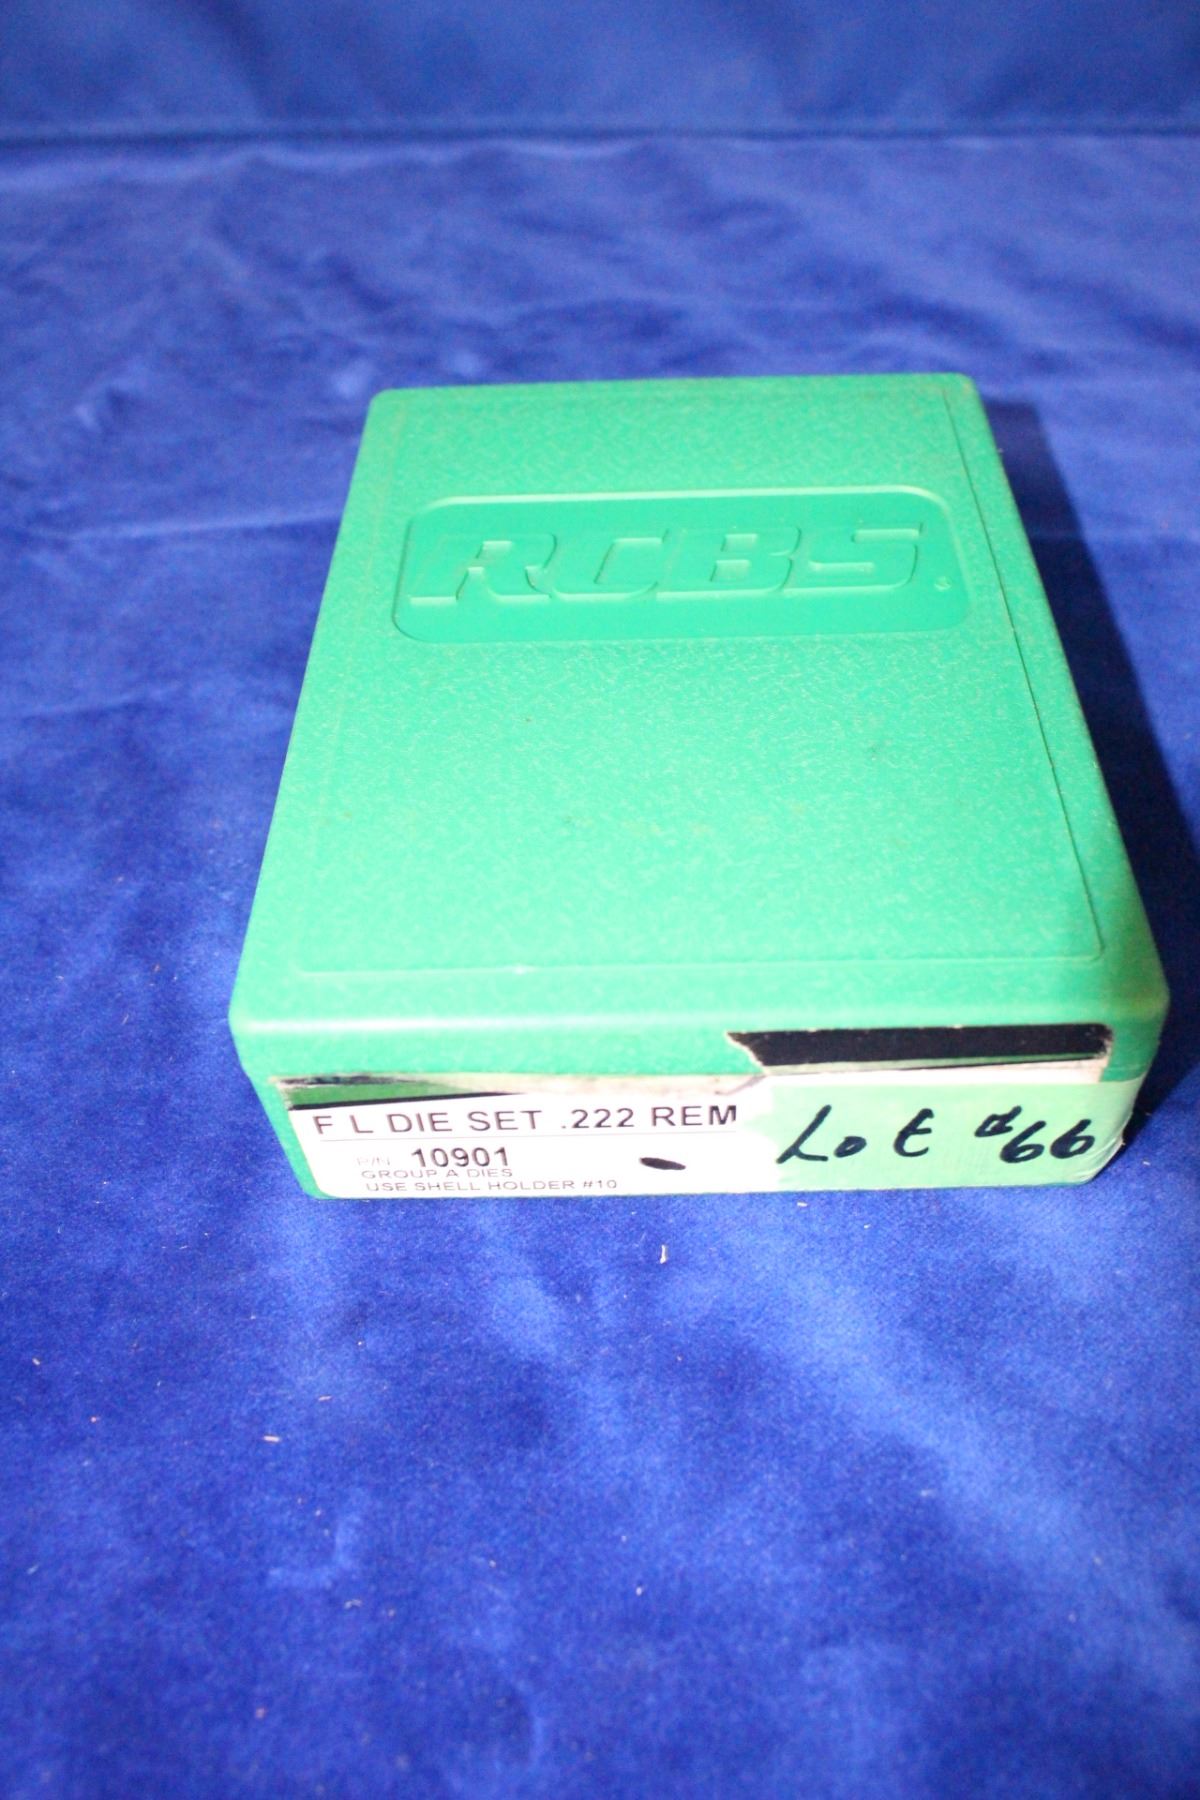 RCBS
F L DIE SET .222 REM
P/N 10901
GROUP A DIES
USE SHELL HOLDER #10
Lot #66